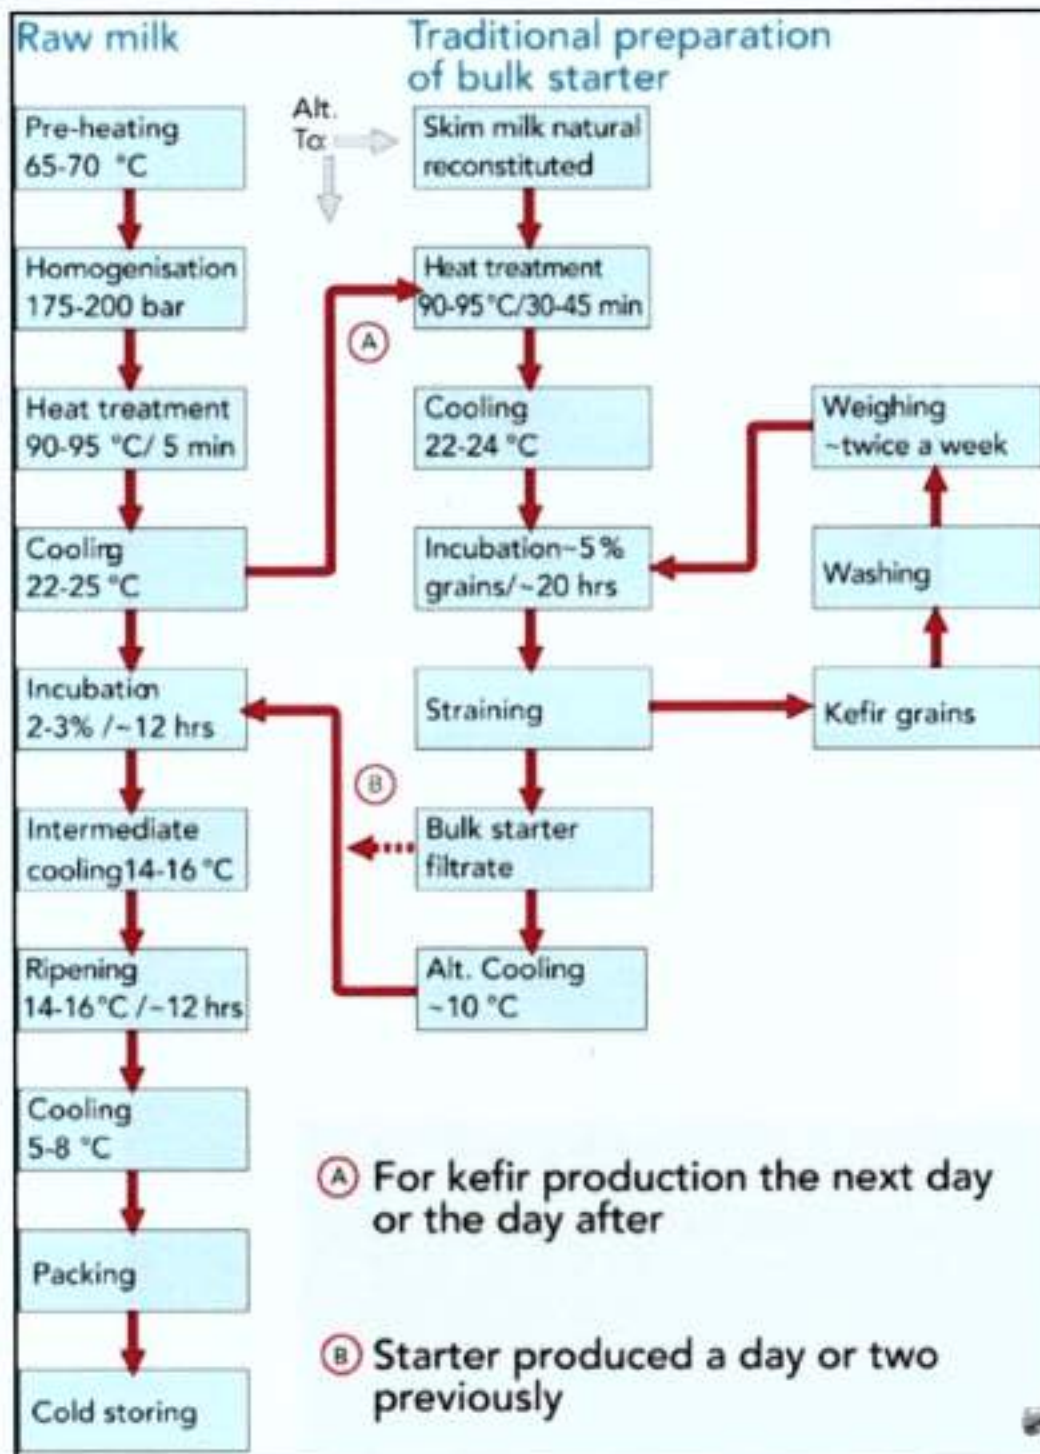 Raw milk
Pre-heating
65-70 °C
Homogenisation
175-200 bar
Heat treatment
90-95 °C/ 5 min
Cooling
22-25 °C
Incubation
2-3% /~12 hrs
Intermediate
cooling14-16 °C
Ripening
14-16°C /~12 hrs
Cooling
5-8 °C
Packing
Cold storing
Traditional preparation
of bulk starter
Alt.
To
Skim milk natural
reconstituted
Heat treatment
90-95°C/30-45 min
A
Cooling
22-24 °C
Incubation~5%
grains/~20 hrs
Straining
B
Bulk starter
filtrate
Alt. Cooling
~10 °C
Weighing
~twice a week
Washing
Kefir grains
A For kefir production the next day
or the day after
B Starter produced a day or two
previously